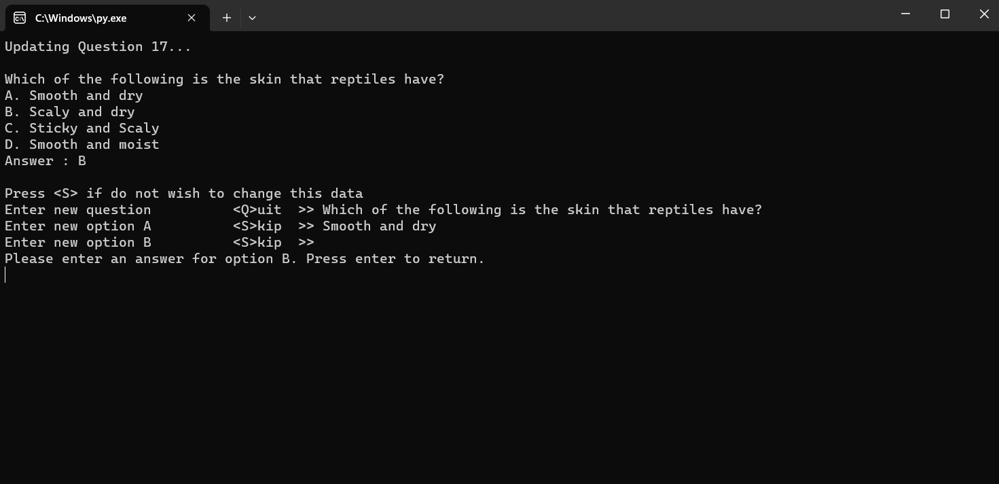 C:\Windows\py.exe
Updating Question 17...
Which of the following is the skin that reptiles have?
A. Smooth and dry
B. Scaly and dry
C. Sticky and Scaly
D. Smooth and moist
Answer : B
Press <S> if do not wish to change this data
Enter new question          <Q>uit  >> Which of the following is the skin that reptiles have?
Enter new option A          <S>kip  >> Smooth and dry
Enter new option B          <S>kip  >>
Please enter an answer for option B. Press enter to return.